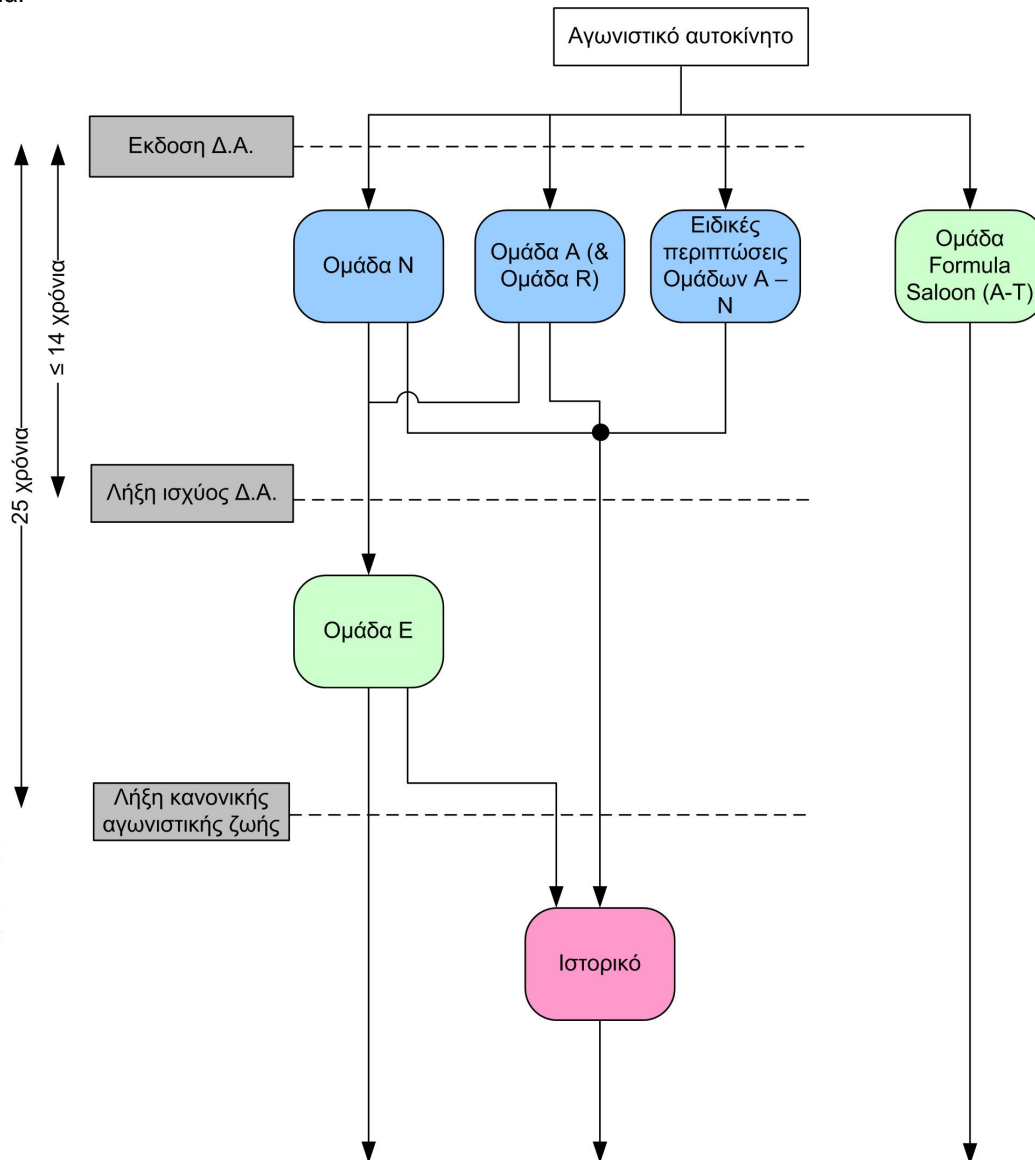 Αγωνιστικό αυτοκίνητο
Εκδοση Δ.Α.
Ομάδα Ν
Ομάδα Α (&
Ομάδα R)
Ειδικές
περιπτώσεις
Ομάδων Α –
Ν
Ομάδα
Formula
Saloon (A-T)
≤ 14 χρόνια
25 χρόνια
Λήξη ισχύος Δ.Α.
Ομάδα Ε
Λήξη κανονικής
αγωνιστικής ζωής
Ιστορικό